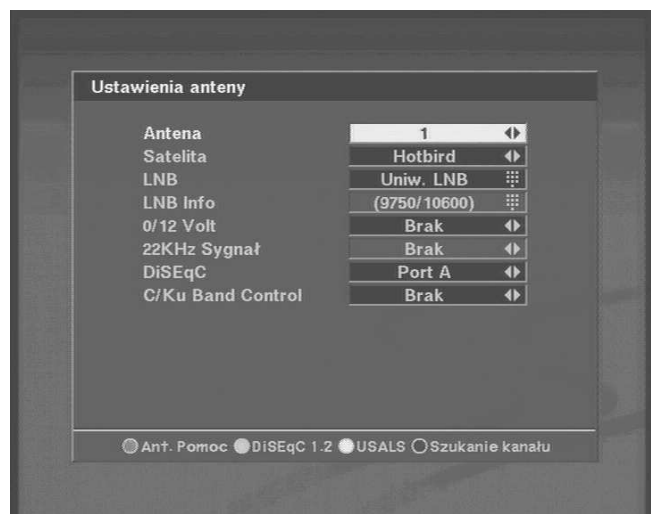 Ustawienia anteny
Antena 1
Satelita Hotbird
LNB Uniw. LNB
LNB Info (9750/10600)
0/12 Volt Brak
22KHz Sygnał Brak
DiSEqC Port A
C/Ku Band Control Brak
Ant. Pomoc DiSEqC 1.2 USALS Szukanie kanału